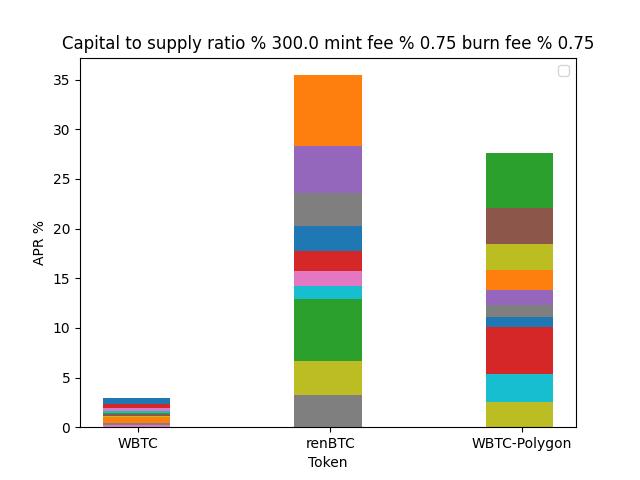 Capital to supply ratio % 300.0 mint fee % 0.75 burn fee % 0.75
35
30
25
20
15
10
5
0
APR %
WBTC renBTC WBTC-Polygon
Token